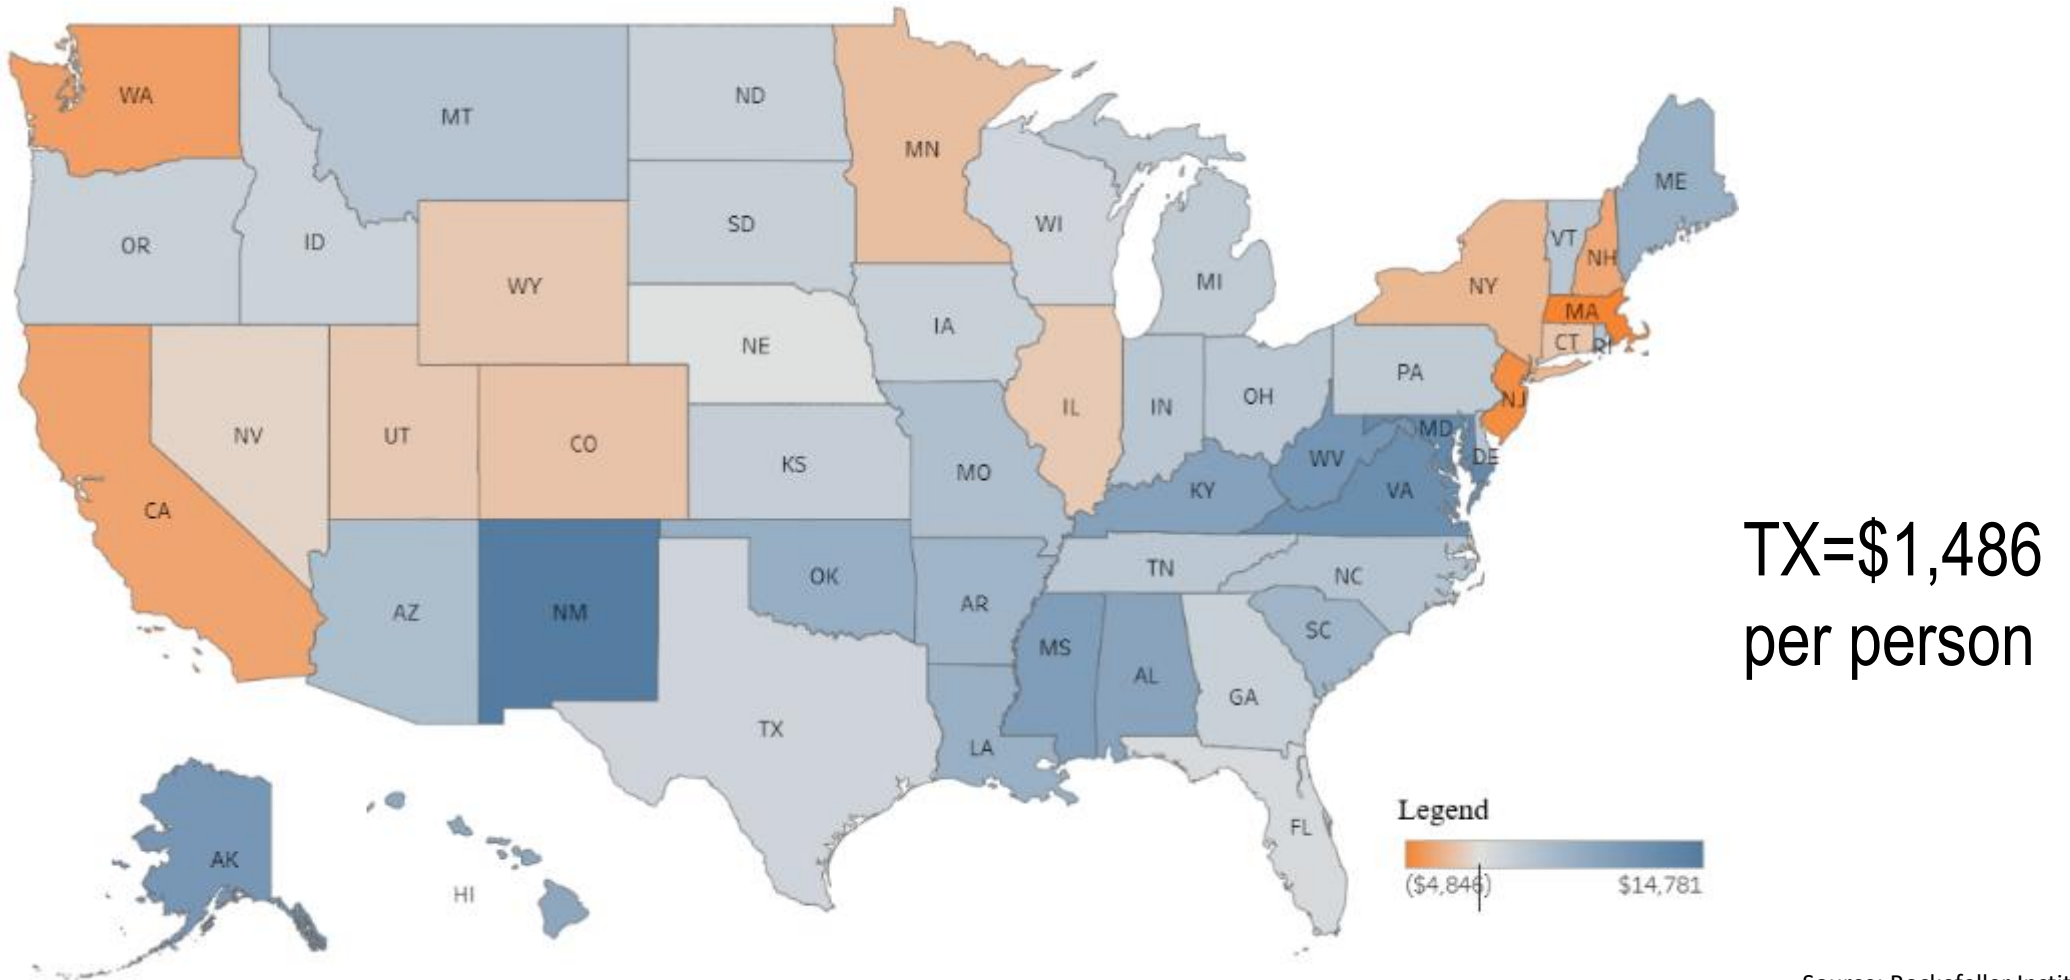 WA
MT
ND
MN
ME
OR
ID
SD
WI
VT
NH
WY
MI
NY
MA
NE
IA
CT
RI
NV
UT
CO
IL
IN
OH
PA
NJ
KS
MO
MD
CA
KY
WV
VA
DE
AZ
NM
OK
AR
TN
NC
TX=$1,486
per person
MS
AL
SC
GA
TX
LA
FL
AK
HI
Legend
($4,846)
$14,781